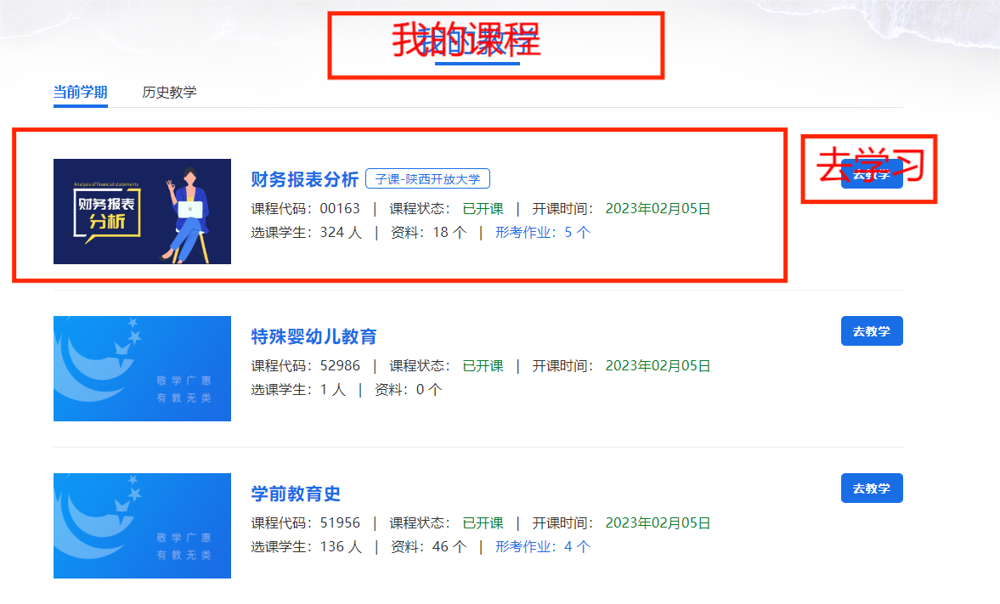 我的课程
当前学期 历史教学
Analysis of financial statements
财务报表
分析
财务报表分析 子课-陕西开放大学
去学习
课程代码：00163 | 课程状态： 已开课 | 开课时间： 2023年02月05日
选课学生：324 人 | 资料：18 个 | 形考作业：5 个
敬学广惠
有教无类
特殊婴幼儿教育
去教学
课程代码：52986 | 课程状态： 已开课 | 开课时间： 2023年02月05日
选课学生：1 人 | 资料：0 个
敬学广惠
有教无类
学前教育史
去教学
课程代码：51956 | 课程状态： 已开课 | 开课时间： 2023年02月05日
选课学生：136 人 | 资料：46 个 | 形考作业：4 个